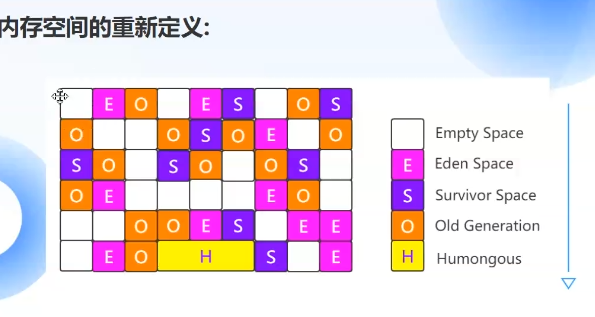 内存空间的重新定义:
E O E S O S
O O S O E O
S O S O O S
O E E O
O O E S E E
E O H S E
Empty Space
E Eden Space
S Survivor Space
O Old Generation
H Humongous